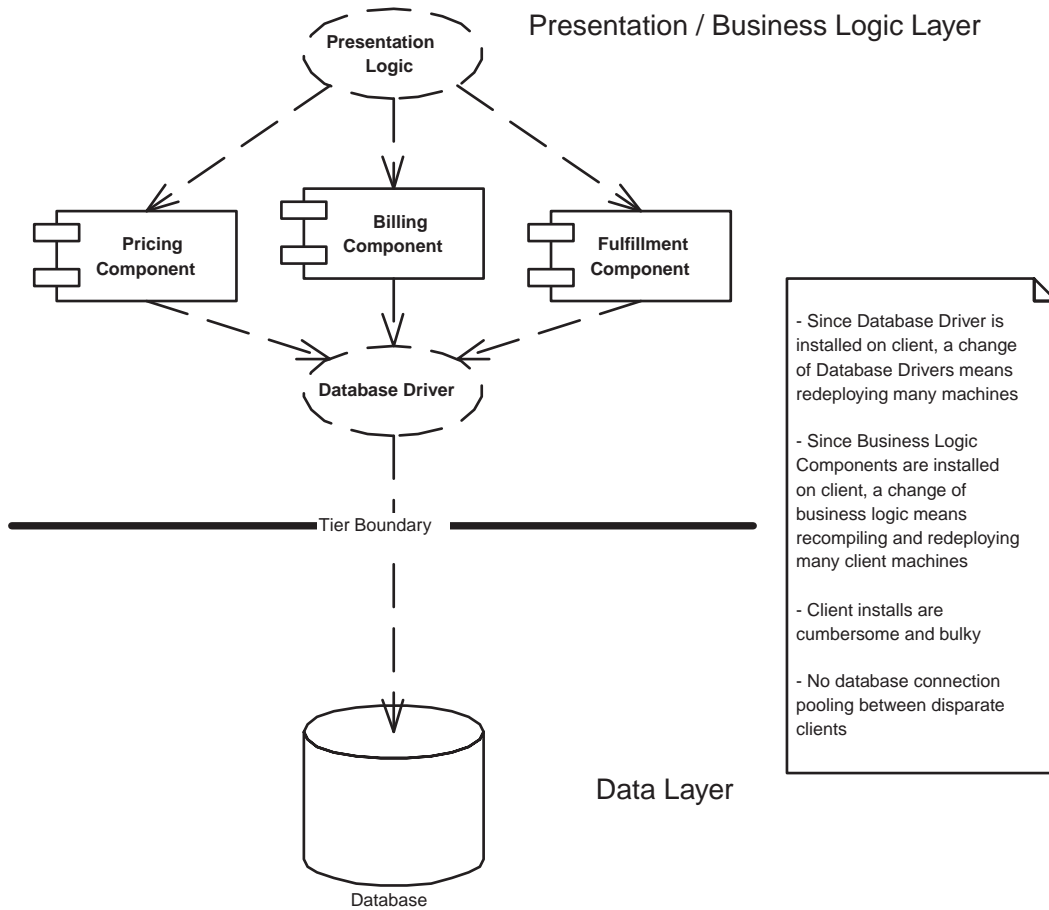 Presentation / Business Logic Layer
Presentation
Logic
Pricing
Component
Billing
Component
Fulfillment
Component
Database Driver
Tier Boundary
- Since Database Driver is
installed on client, a change
of Database Drivers means
redeploying many machines
- Since Business Logic
Components are installed
on client, a change of
business logic means
recompiling and redeploying
many client machines
- Client installs are
cumbersome and bulky
- No database connection
pooling between disparate
clients
Data Layer
Database